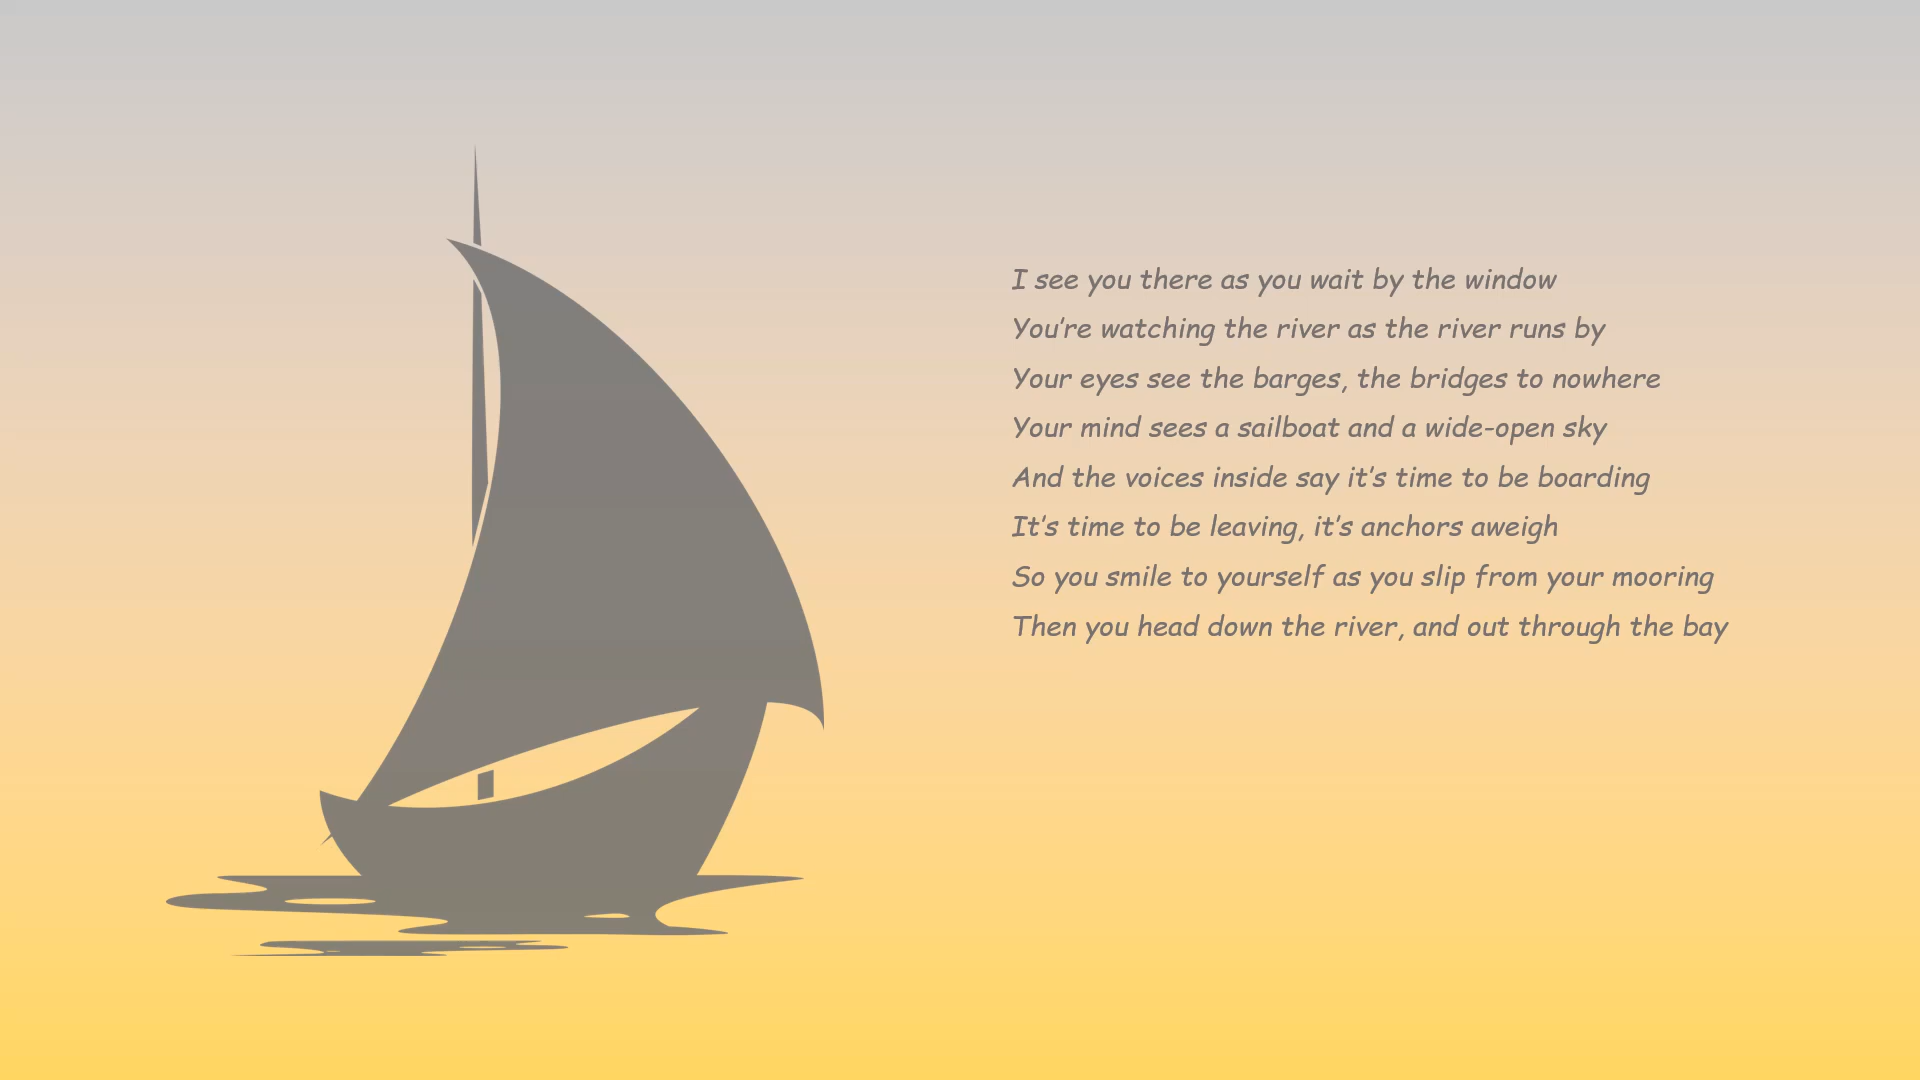 I see you there as you wait by the window
You’re watching the river as the river runs by
Your eyes see the barges, the bridges to nowhere
Your mind sees a sailboat and a wide-open sky
And the voices inside say it’s time to be boarding
It’s time to be leaving, it’s anchors aweigh
So you smile to yourself as you slip from your mooring
Then you head down the river, and out through the bay